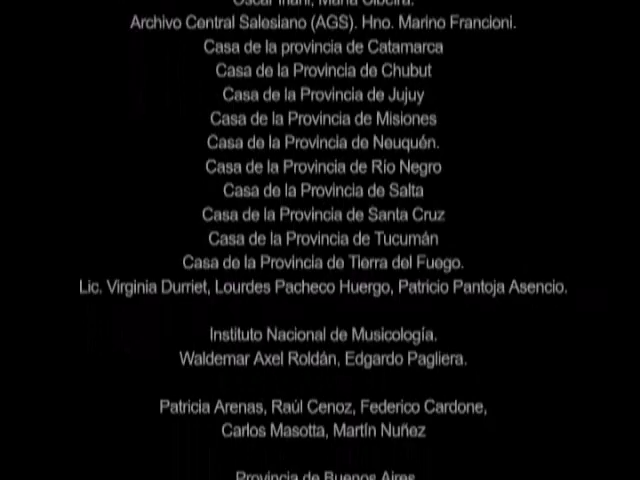 Archivo Central Salesiano (AGS). Hno. Marino Francioni.
Casa de la provincia de Catamarca
Casa de la Provincia de Chubut
Casa de la Provincia de Jujuy
Casa de la Provincia de Misiones
Casa de la Provincia de Neuquén.
Casa de la Provincia de Rio Negro
Casa de la Provincia de Salta
Casa de la Provincia de Santa Cruz
Casa de la Provincia de Tucumán
Casa de la Provincia de Tierra del Fuego.
Lic. Virginia Durriet, Lourdes Pacheco Huergo, Patricio Pantoja Asencio.
Instituto Nacional de Musicología.
Waldemar Axel Roldán, Edgardo Pagliera.
Patricia Arenas, Raúl Cenoz, Federico Cardone,
Carlos Masotta, Martín Nuñez
Provincia de Buenos Aires